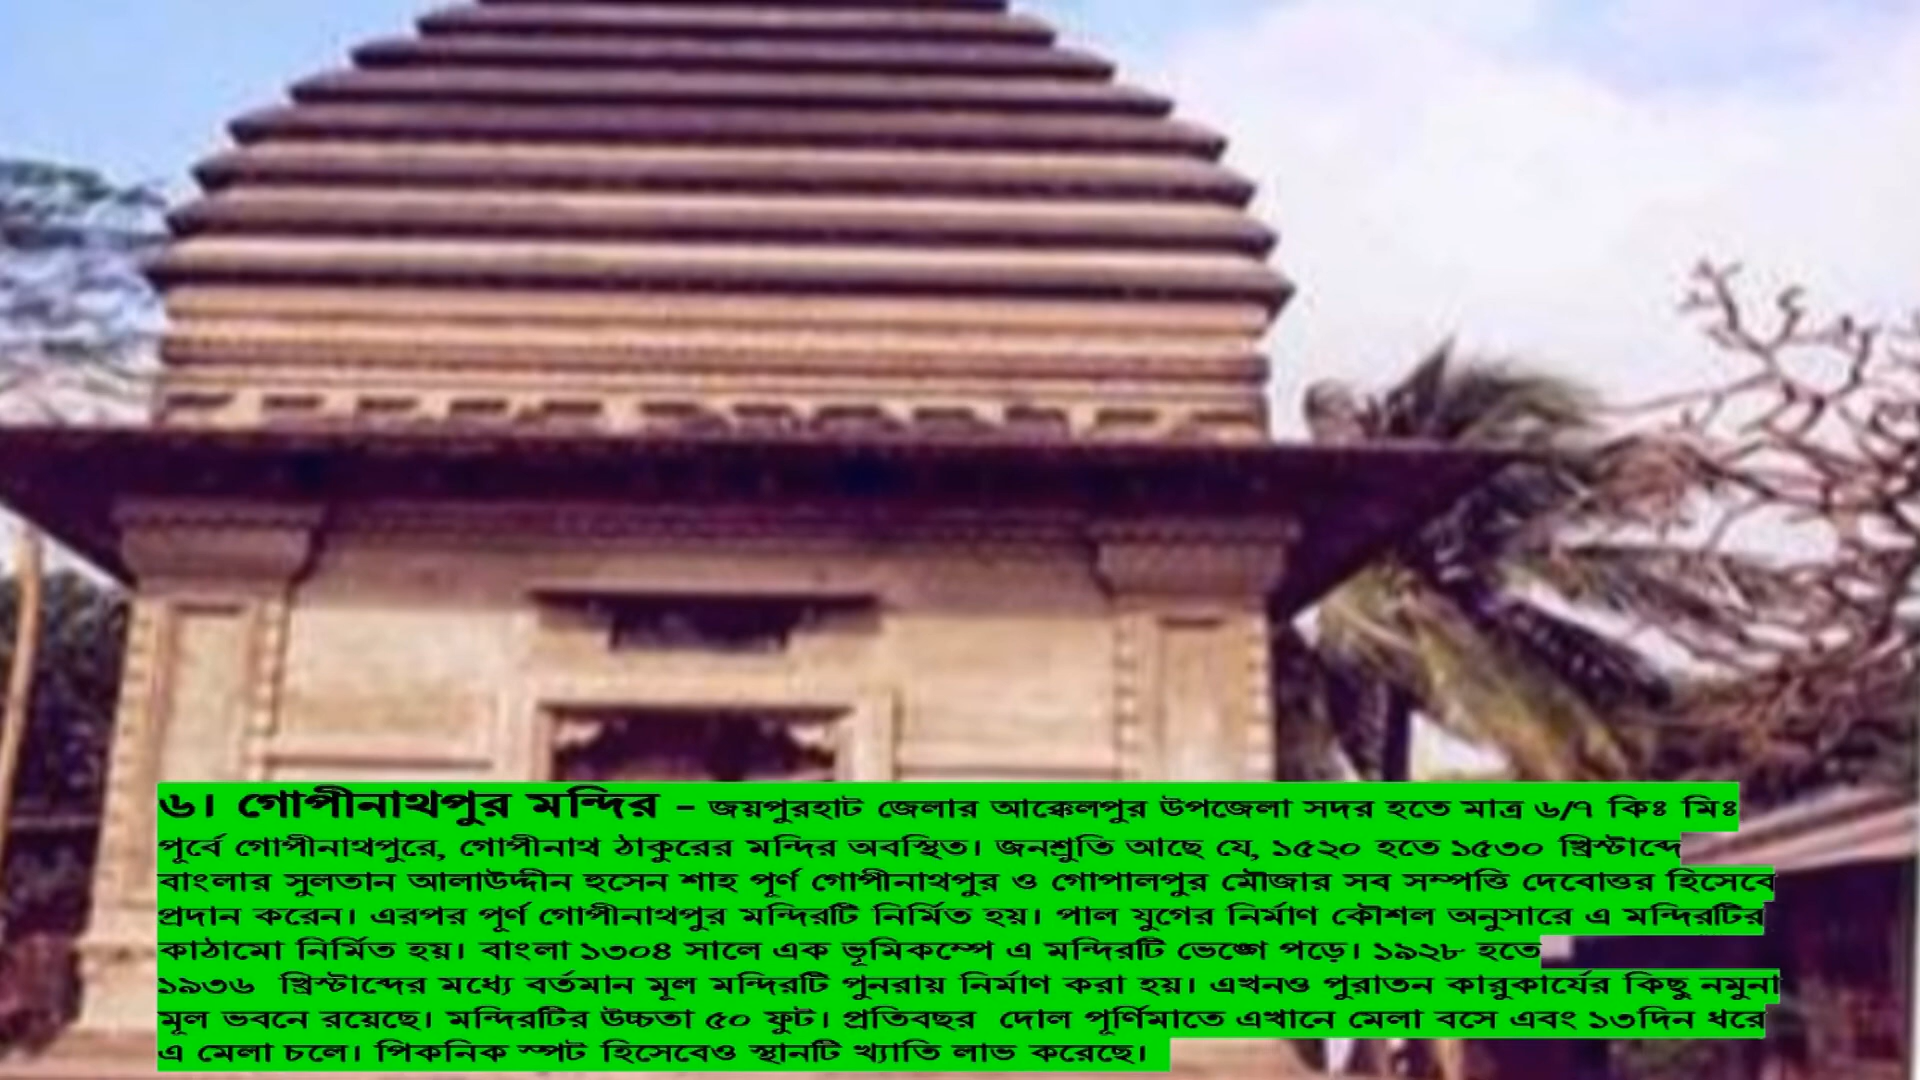 ৬। গোপীনাথপুর মন্দির - জয়পুরহাট জেলার আক্কেলপুর উপজেলা সদর হতে মাত্র ৬/৭ কিঃ মিঃ
পূর্বে গোপীনাথপুরে, গোপীনাথ ঠাকুরের মন্দির অবস্থিত। জনশ্রুতি আছে যে, ১৫২০ হতে ১৫৩০ খ্রিস্টাব্দে
বাংলার সুলতান আলাউদ্দীন হুসেন শাহ পূর্ণ গোপীনাথপুর ও গোপালপুর মৌজার সব সম্পত্তি দেবোত্তর হিসেবে
প্রদান করেন। এরপর পূর্ণ গোপীনাথপুর মন্দিরটি নির্মিত হয়। পাল যুগের নির্মাণ কৌশল অনুসারে এ মন্দিরটির
কাঠামো নির্মিত হয়। বাংলা ১৩০৪ সালে এক ভূমিকম্পে এ মন্দিরটি ভেঙ্গে পড়ে। ১৯২৮ হতে
১৯৩৬ খ্রিস্টাব্দের মধ্যে বর্তমান মূল মন্দিরটি পুনরায় নির্মাণ করা হয়। এখনও পুরাতন কারুকার্যের কিছু নমুনা
মূল ভবনে রয়েছে। মন্দিরটির উচ্চতা ৫০ ফুট। প্রতিবছর দোল পূর্ণিমাতে এখানে মেলা বসে এবং ১৩দিন ধরে
এ মেলা চলে। পিকনিক স্পট হিসেবেও স্থানটি খ্যাতি লাভ করেছে।